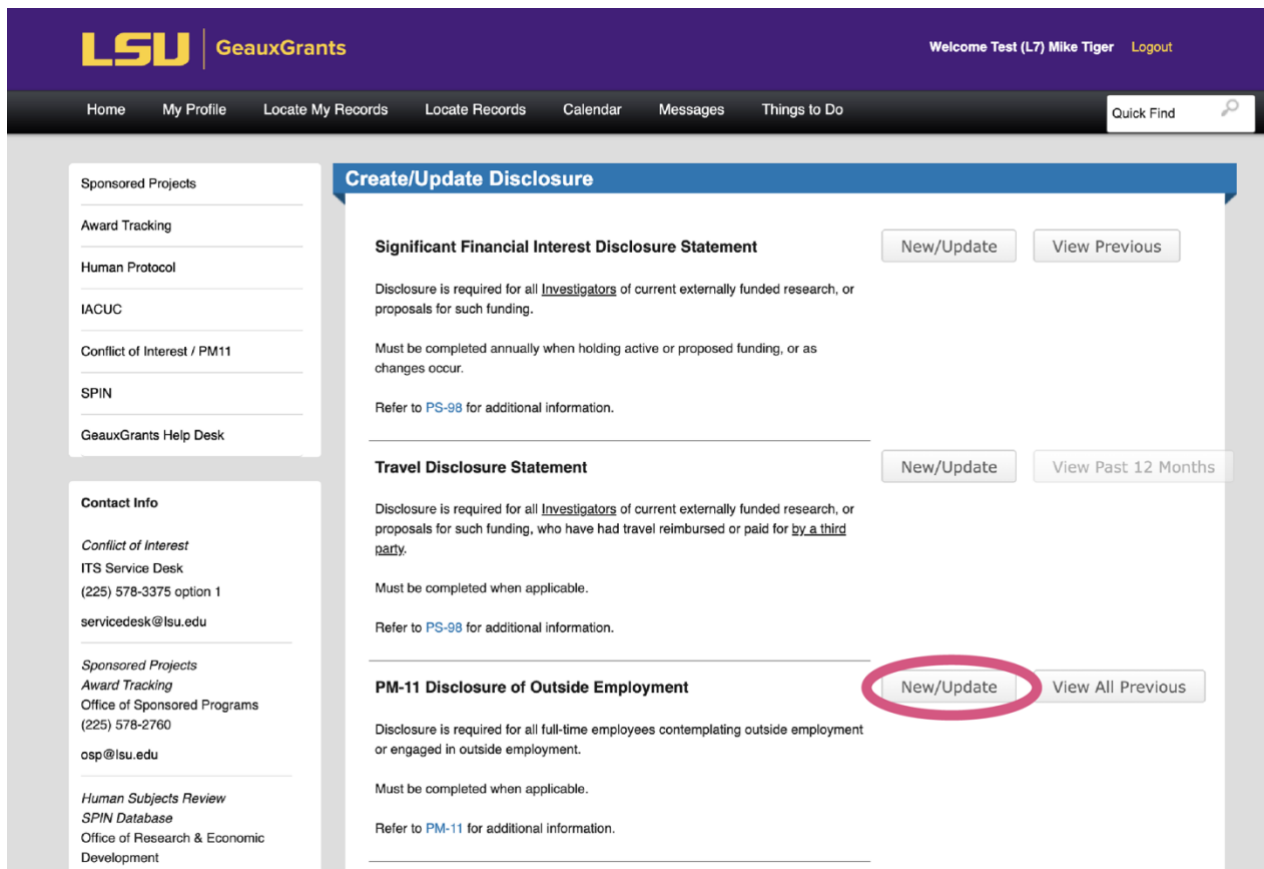 LSU GeauxGrants
Welcome Test (L7) Mike Tiger Logout
Home My Profile Locate My Records Locate Records Calendar Messages Things to Do
Quick Find
Sponsored Projects
Award Tracking
Human Protocol
IACUC
Conflict of Interest / PM11
SPIN
GeauxGrants Help Desk
Contact Info
Conflict of Interest
ITS Service Desk
(225) 578-3375 option 1
servicedesk@lsu.edu
Sponsored Projects
Award Tracking
Office of Sponsored Programs
(225) 578-2760
osp@lsu.edu
Human Subjects Review
SPIN Database
Office of Research & Economic
Development
Create/Update Disclosure
Significant Financial Interest Disclosure Statement
New/Update View Previous
Disclosure is required for all Investigators of current externally funded research, or
proposals for such funding.
Must be completed annually when holding active or proposed funding, or as
changes occur.
Refer to PS-98 for additional information.
Travel Disclosure Statement
New/Update View Past 12 Months
Disclosure is required for all Investigators of current externally funded research, or
proposals for such funding, who have had travel reimbursed or paid for by a third
party.
Must be completed when applicable.
Refer to PS-98 for additional information.
PM-11 Disclosure of Outside Employment
New/Update View All Previous
Disclosure is required for all full-time employees contemplating outside employment
or engaged in outside employment.
Must be completed when applicable.
Refer to PM-11 for additional information.